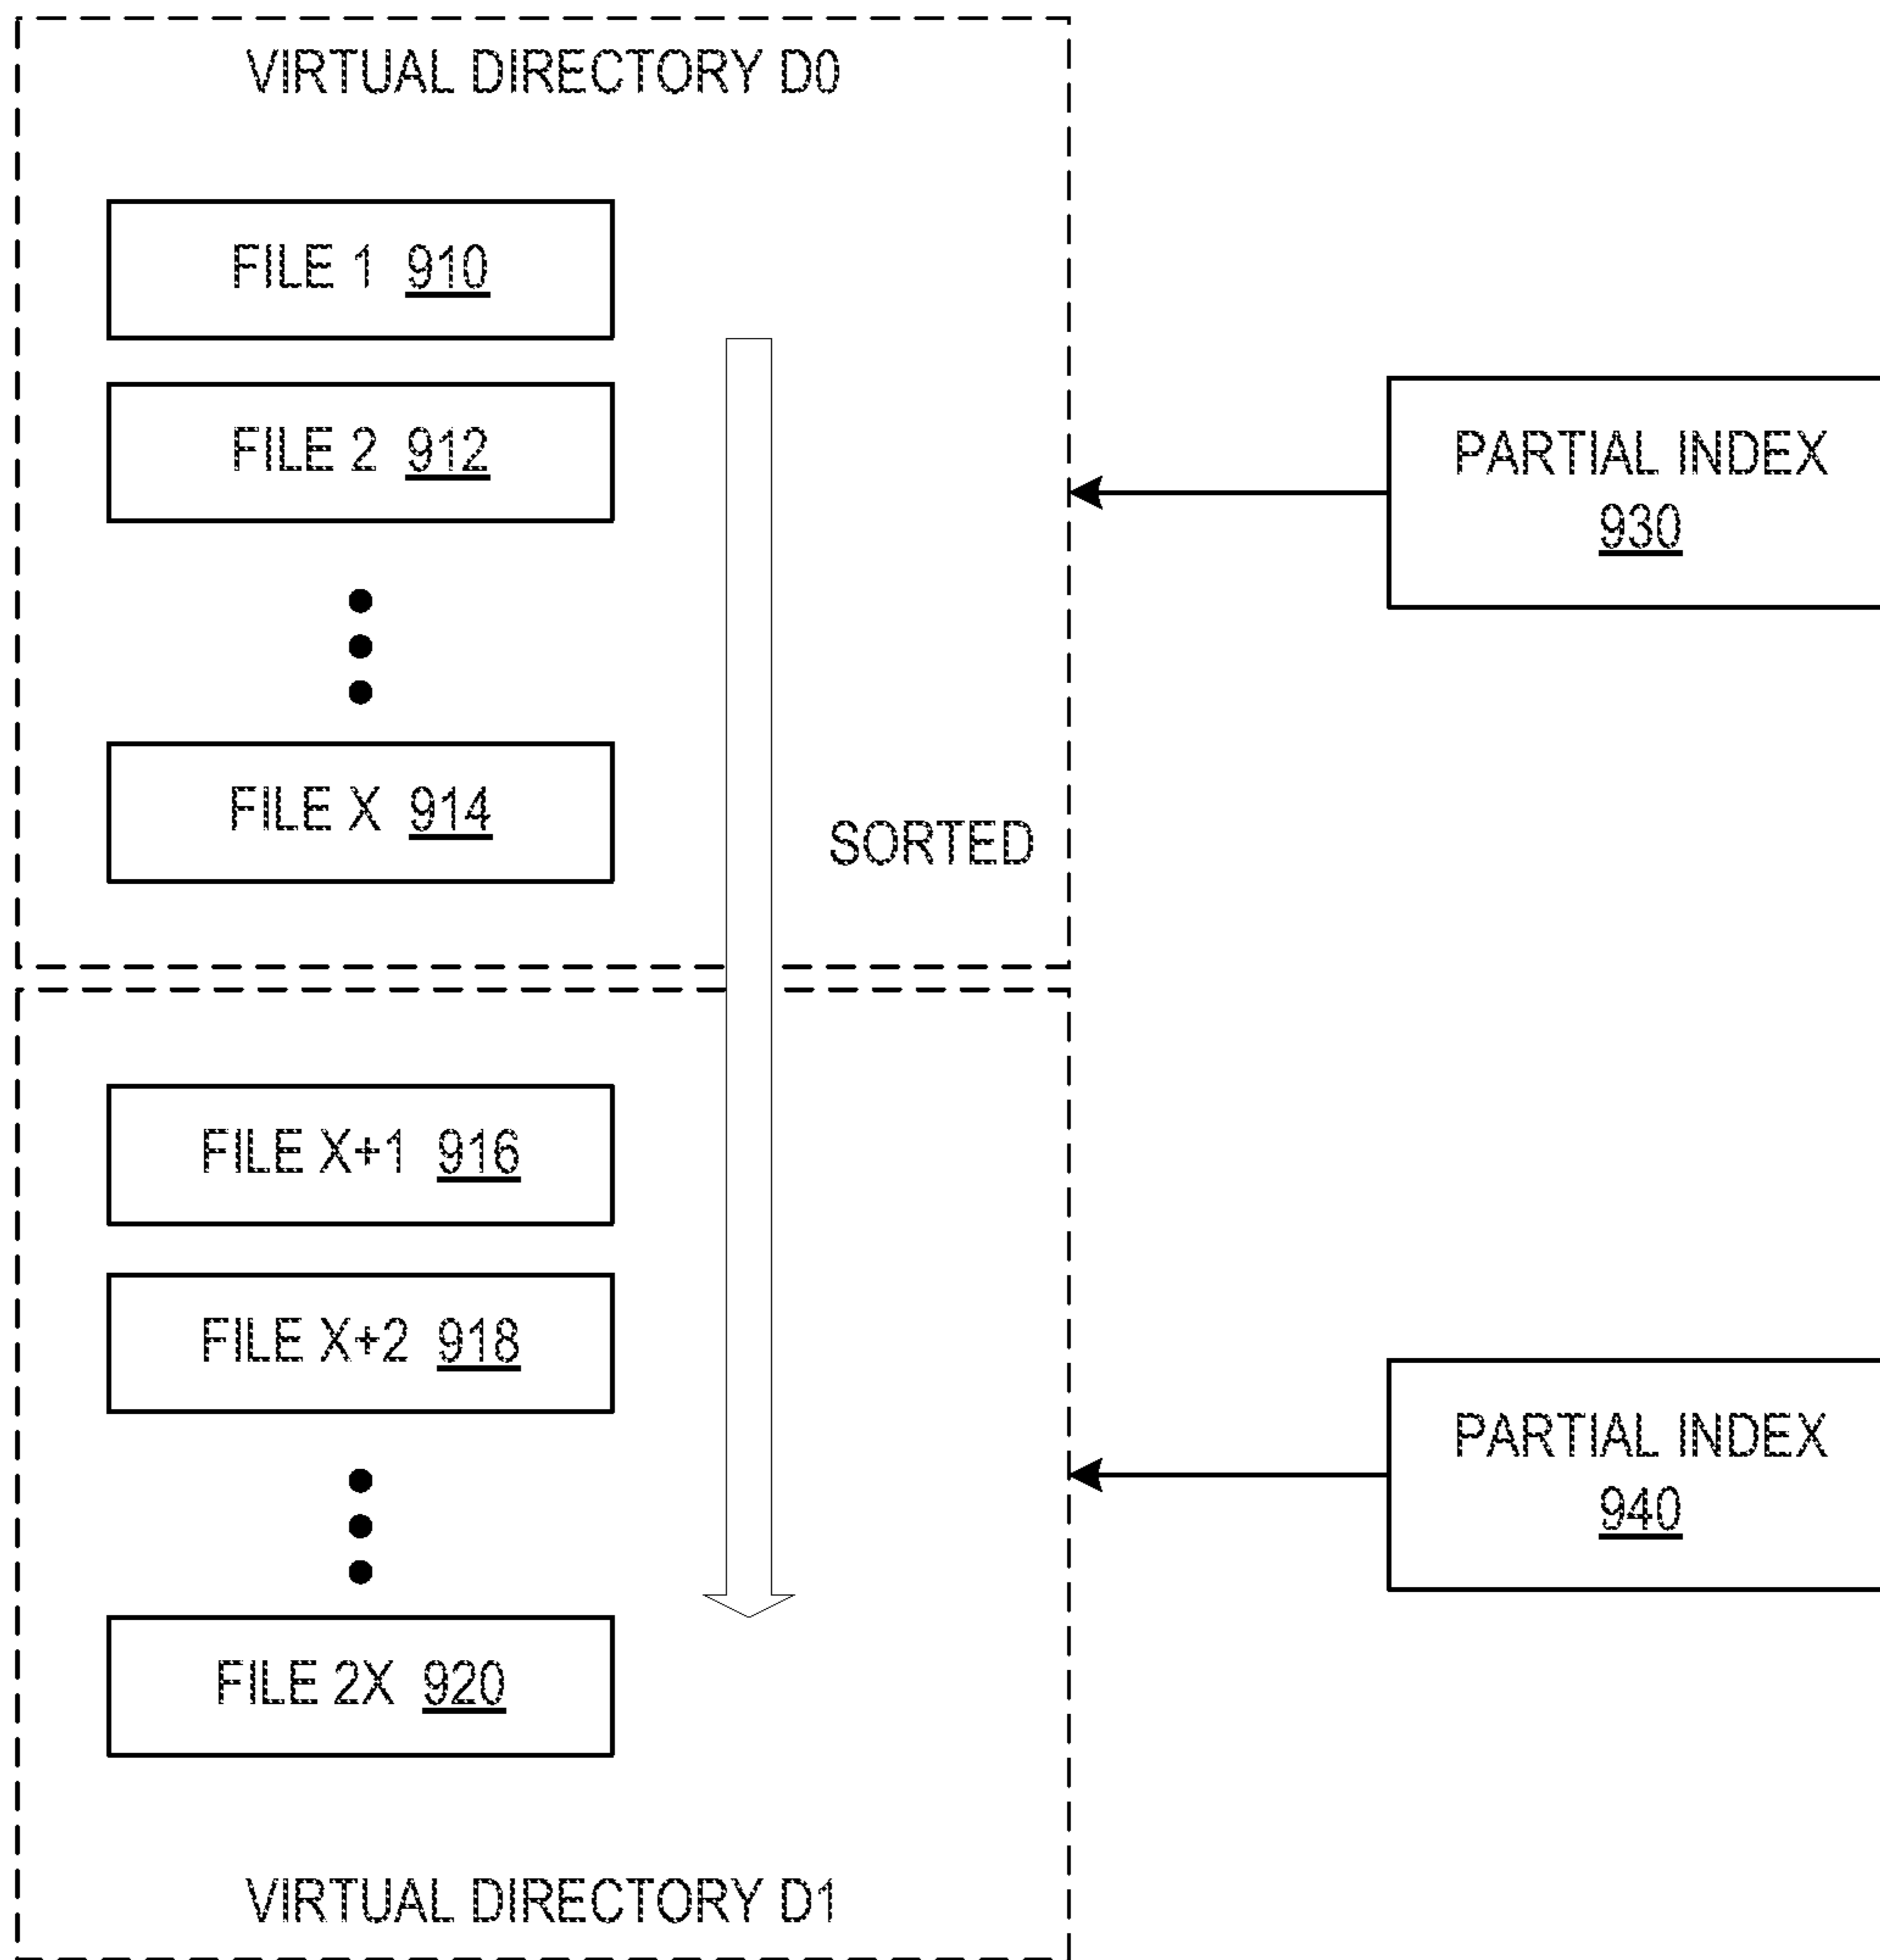 VIRTUAL DIRECTORY D0
FILE 1 910
FILE 2 912
PARTIAL INDEX
930
FILE X 914
SORTED
FILE X+1 916
FILE X+2 918
PARTIAL INDEX
940
FILE 2X 920
VIRTUAL DIRECTORY D1